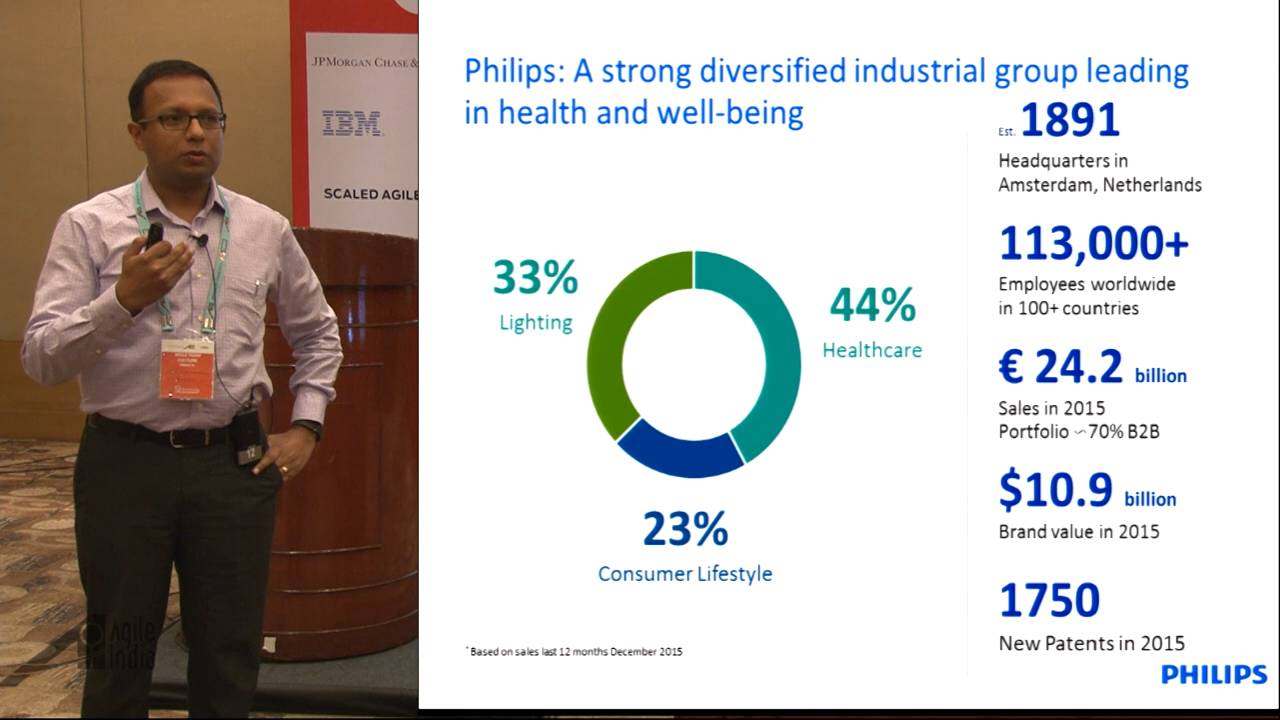 JPMORGAN CHASE &
IBM
SCALED AGILE
Agile
India
12
Philips: A strong diversified industrial group leading
in health and well-being
33%
Lighting
44%
Healthcare
23%
Consumer Lifestyle
* Based on sales last 12 months December 2015
Est. 1891
Headquarters in
Amsterdam, Netherlands
113,000+
Employees worldwide
in 100+ countries
€ 24.2 billion
Sales in 2015
Portfolio ~70% B2B
$10.9 billion
Brand value in 2015
1750
New Patents in 2015
PHILIPS